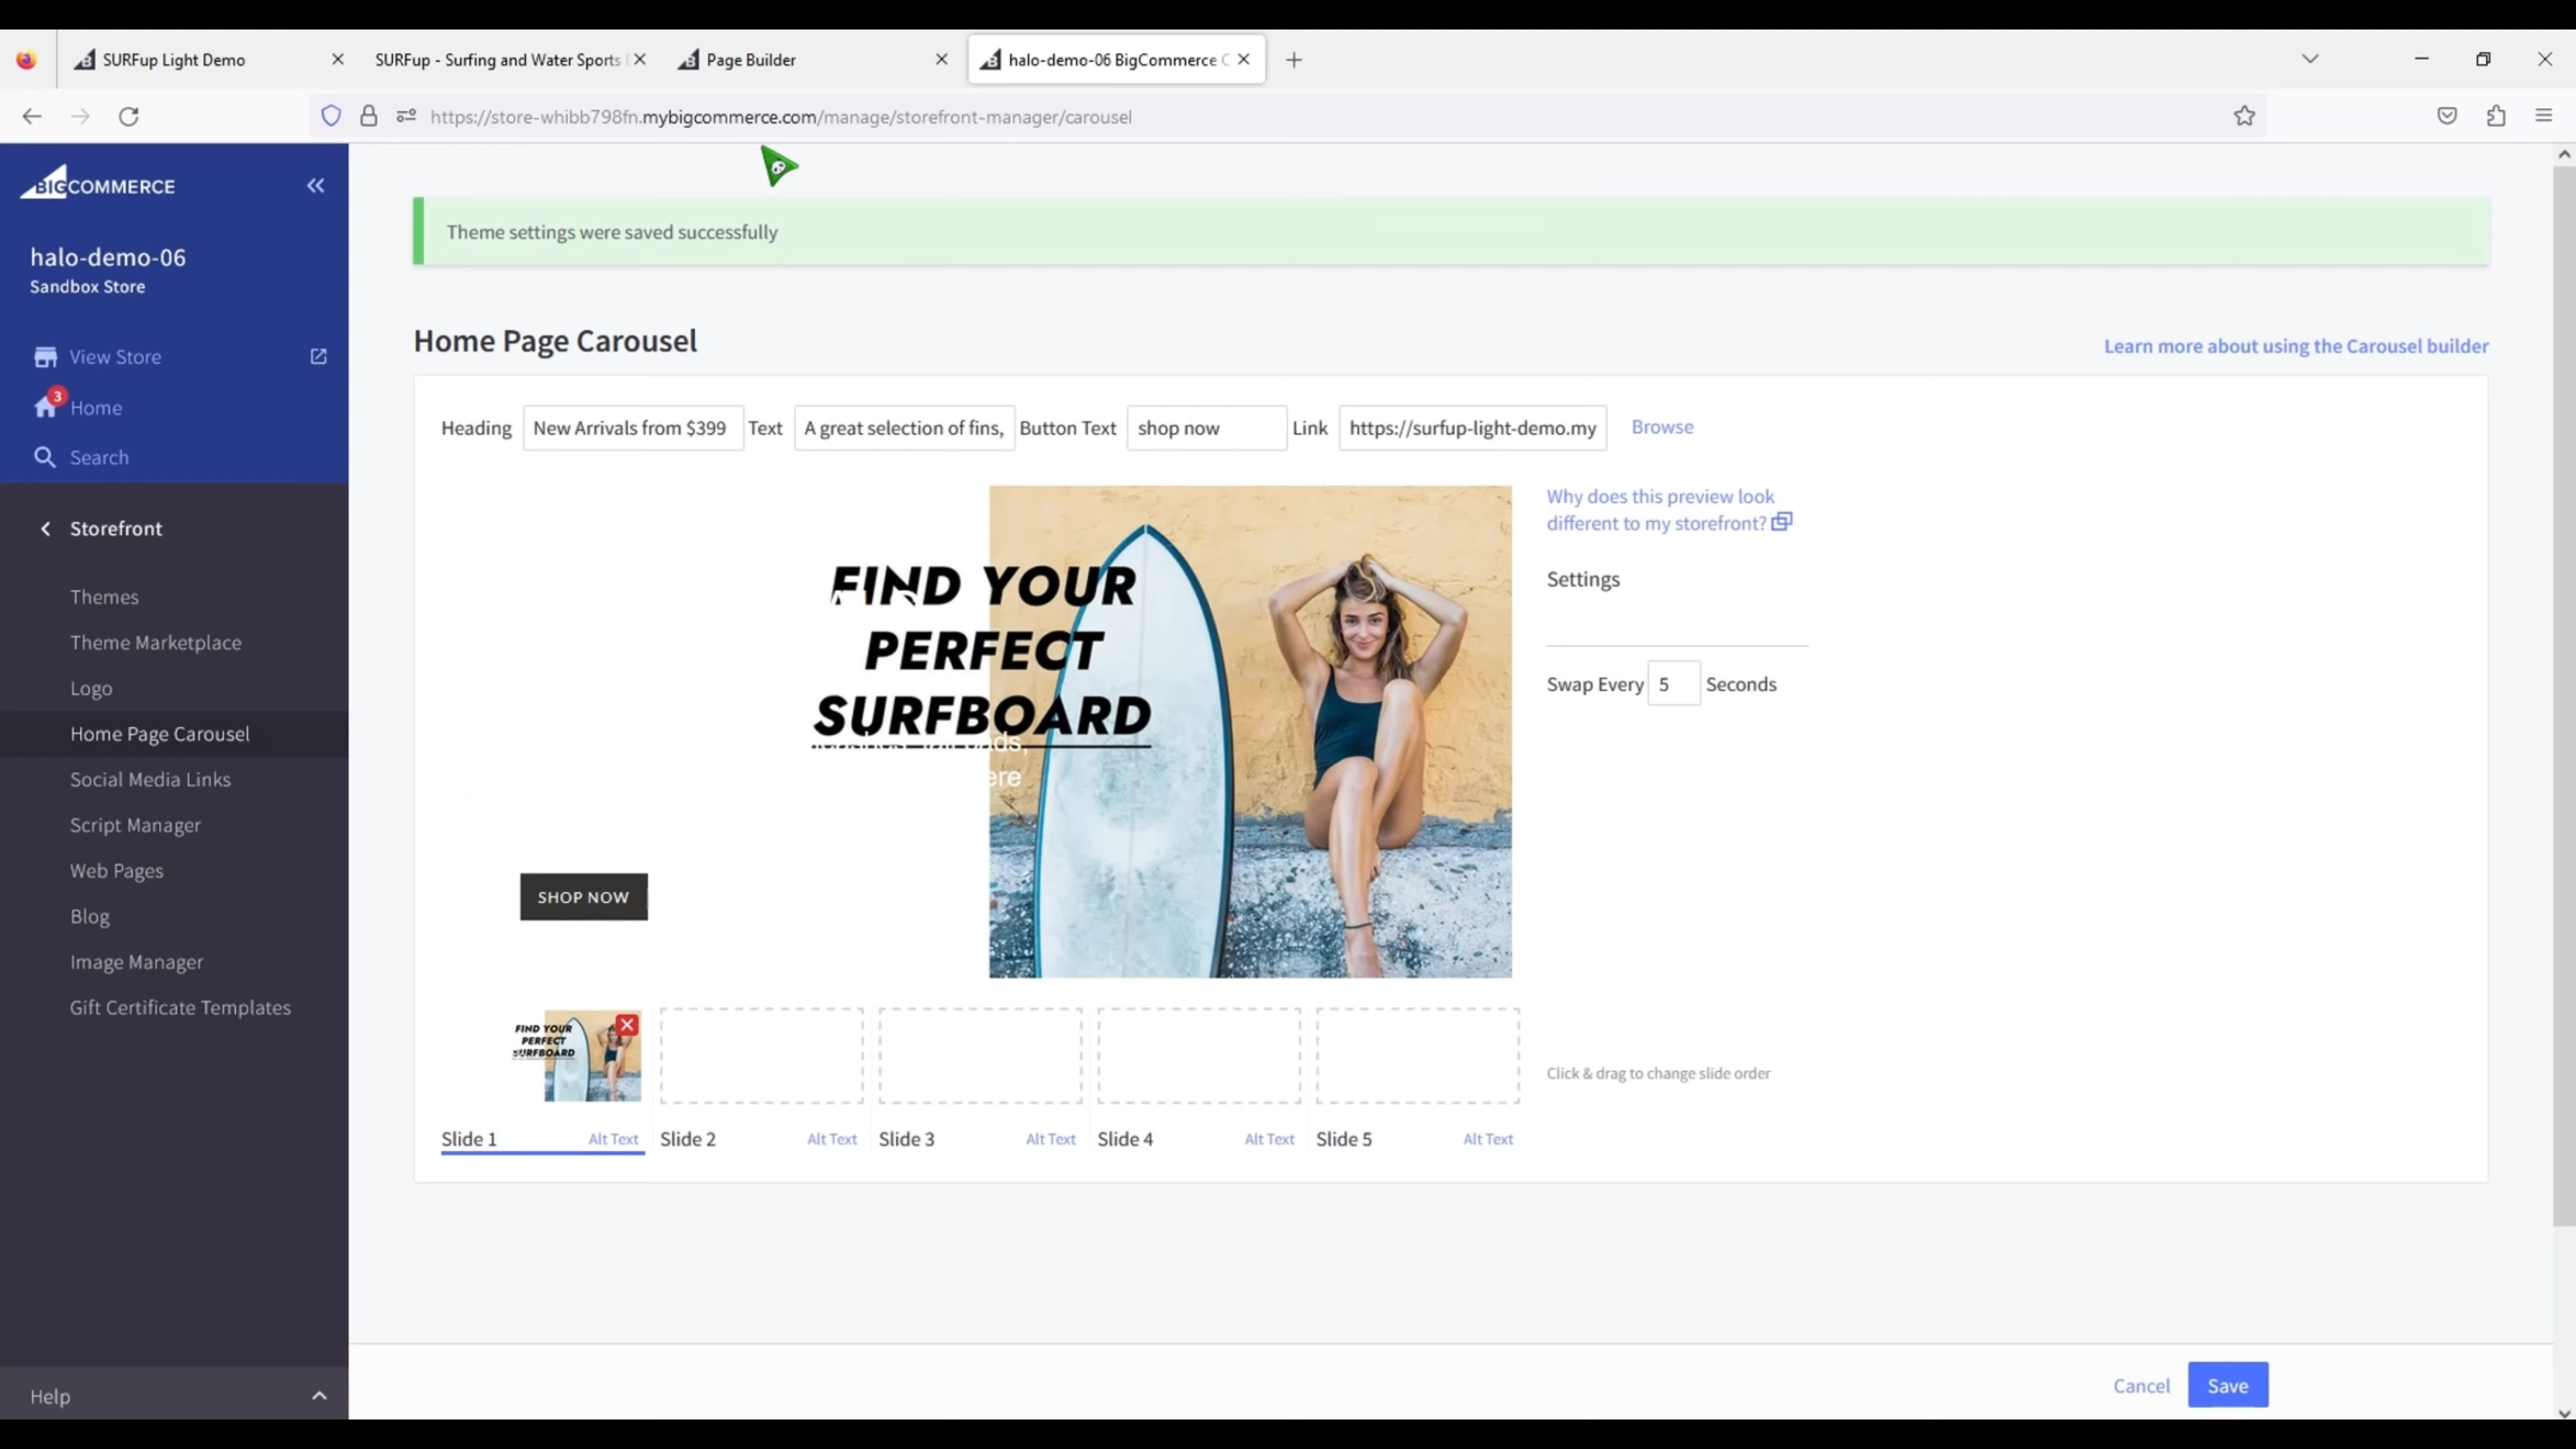 SURFup Light Demo
SURFup - Surfing and Water Sports
Page Builder
halo-demo-06 BigCommerce C
https://store-whibb798fn.mybigcommerce.com/manage/storefront-manager/carousel
BIGCOMMERCE
halo-demo-06
Sandbox Store
View Store
3
Home
Search
Storefront
Themes
Theme Marketplace
Logo
Home Page Carousel
Social Media Links
Script Manager
Web Pages
Blog
Image Manager
Gift Certificate Templates
Help
Theme settings were saved successfully
Home Page Carousel
Learn more about using the Carousel builder
Heading New Arrivals from $399 Text A great selection of fins, Button Text shop now Link https://surfup-light-demo.my Browse
FIND YOUR
PERFECT
SURFBOARD
SHOP NOW
Why does this preview look
different to my storefront?
Settings
Swap Every 5 Seconds
FIND YOUR
PERFECT
SURFBOARD
Click & drag to change slide order
Slide 1 Alt Text Slide 2 Alt Text Slide 3 Alt Text Slide 4 Alt Text Slide 5 Alt Text
Cancel Save